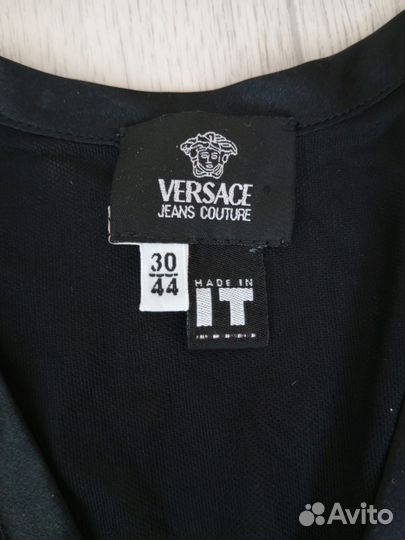 VERSACE
JEANS COUTURE
30
44
MADE IN
IT
Avito